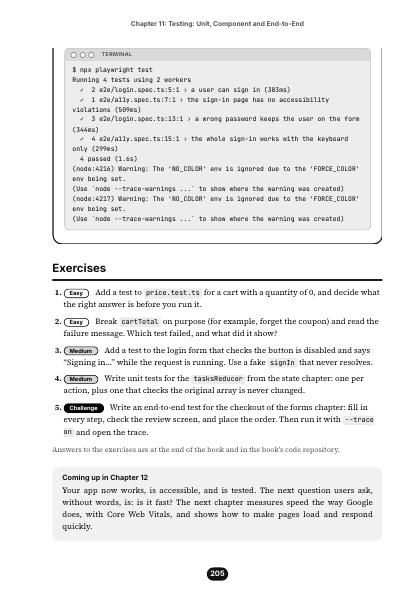 Chapter 11: Testing: Unit, Component and End-to-End
TERMINAL
$ npx playwright test
Running 4 tests using 2 workers
✓ 2 e2e/login.spec.ts:5:1 › a user can sign in (383ms)
✓ 1 e2e/a11y.spec.ts:7:1 › the sign-in page has no accessibility
violations (509ms)
✓ 3 e2e/login.spec.ts:13:1 › a wrong password keeps the user on the form
(344ms)
✓ 4 e2e/a11y.spec.ts:15:1 › the whole sign-in works with the keyboard
only (299ms)
4 passed (1.6s)
(node:4216) Warning: The 'NO_COLOR' env is ignored due to the 'FORCE_COLOR'
env being set.
(Use `node --trace-warnings ...` to show where the warning was created)
(node:4217) Warning: The 'NO_COLOR' env is ignored due to the 'FORCE_COLOR'
env being set.
(Use `node --trace-warnings ...` to show where the warning was created)
Exercises
1. Easy Add a test to price.test.ts for a cart with a quantity of 0, and decide what
the right answer is before you run it.
2. Easy Break cartTotal on purpose (for example, forget the coupon) and read the
failure message. Which test failed, and what did it show?
3. Medium Add a test to the login form that checks the button is disabled and says
“Signing in…” while the request is running. Use a fake signIn that never resolves.
4. Medium Write unit tests for the tasksReducer from the state chapter: one per
action, plus one that checks the original array is never changed.
5. Challenge Write an end-to-end test for the checkout of the forms chapter: fill in
every step, check the review screen, and place the order. Then run it with --trace
on and open the trace.
Answers to the exercises are at the end of the book and in the book's code repository.
Coming up in Chapter 12
Your app now works, is accessible, and is tested. The next question users ask,
without words, is: is it fast? The next chapter measures speed the way Google
does, with Core Web Vitals, and shows how to make pages load and respond
quickly.
205